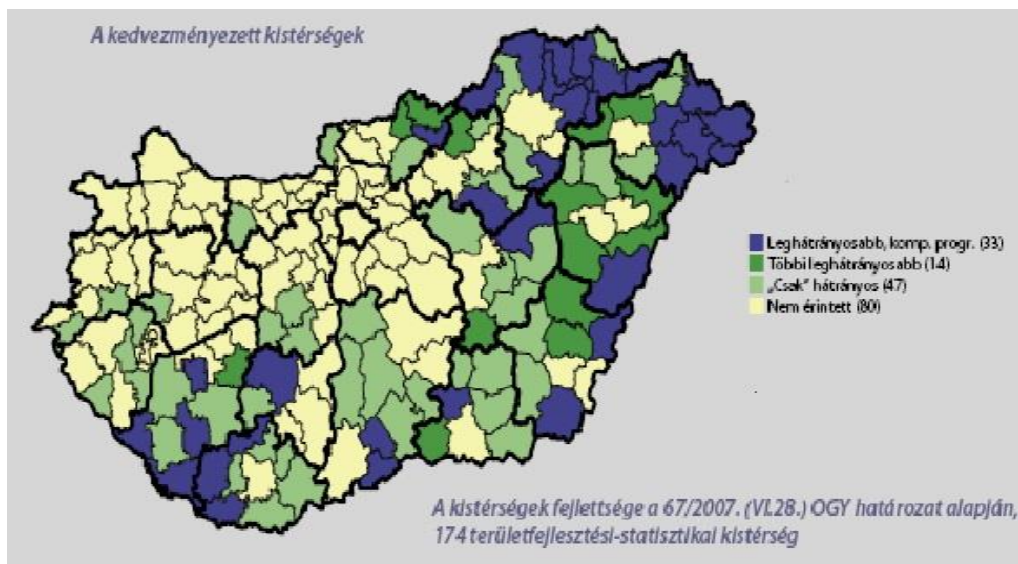 A kedvezményezett kistérségek
Leghátrányosabb, komp. progr. (33)
Többi leghátrányosabb (14)
„Csak" hátrányos (47)
Nem érintett (80)
A kistérségek fejlettsége a 67/2007. (VI.28.) OGY határozat alapján,
174 területfejlesztési-statisztikai kistérség